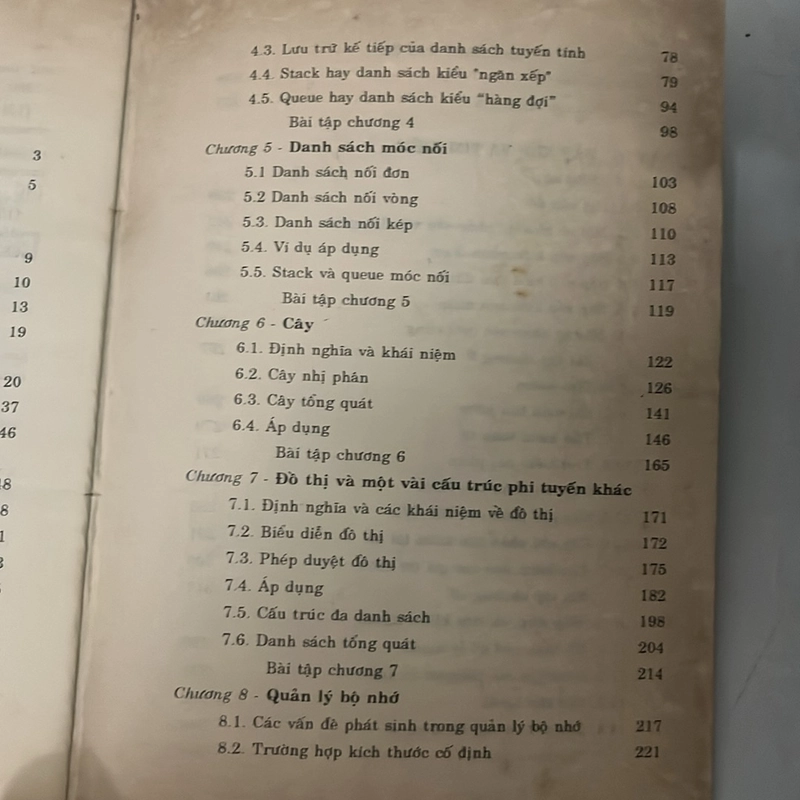 3
5
9
10
13
19
20
37
46
8
4.3. Lưu trữ kế tiếp của danh sách tuyến tính 78
4.4. Stack hay danh sách kiểu "ngăn xếp" 79
4.5. Queue hay danh sách kiểu “hàng đợi” 94
Bài tập chương 4 98
Chương 5 - Danh sách móc nối
5.1 Danh sách nối đơn 103
5.2 Danh sách nối vòng 108
5.3. Danh sách nối kép 110
5.4. Ví dụ áp dụng 113
5.5. Stack và queue móc nối 117
Bài tập chương 5 119
Chương 6 - Cây
6.1. Định nghĩa và khái niệm 122
6.2. Cây nhị phân 126
6.3. Cây tổng quát 141
6.4. Áp dụng 146
Bài tập chương 6 165
Chương 7 - Đồ thị và một vài cấu trúc phi tuyến khác
7.1. Định nghĩa và các khái niệm về đồ thị 171
7.2. Biểu diễn đồ thị 172
7.3. Phép duyệt đồ thị 175
7.4. Áp dụng 182
7.5. Cấu trúc đa danh sách 198
7.6. Danh sách tổng quát 204
Bài tập chương 7 214
Chương 8 - Quản lý bộ nhớ
8.1. Các vấn đề phát sinh trong quản lý bộ nhớ 217
8.2. Trường hợp kích thước cố định 221